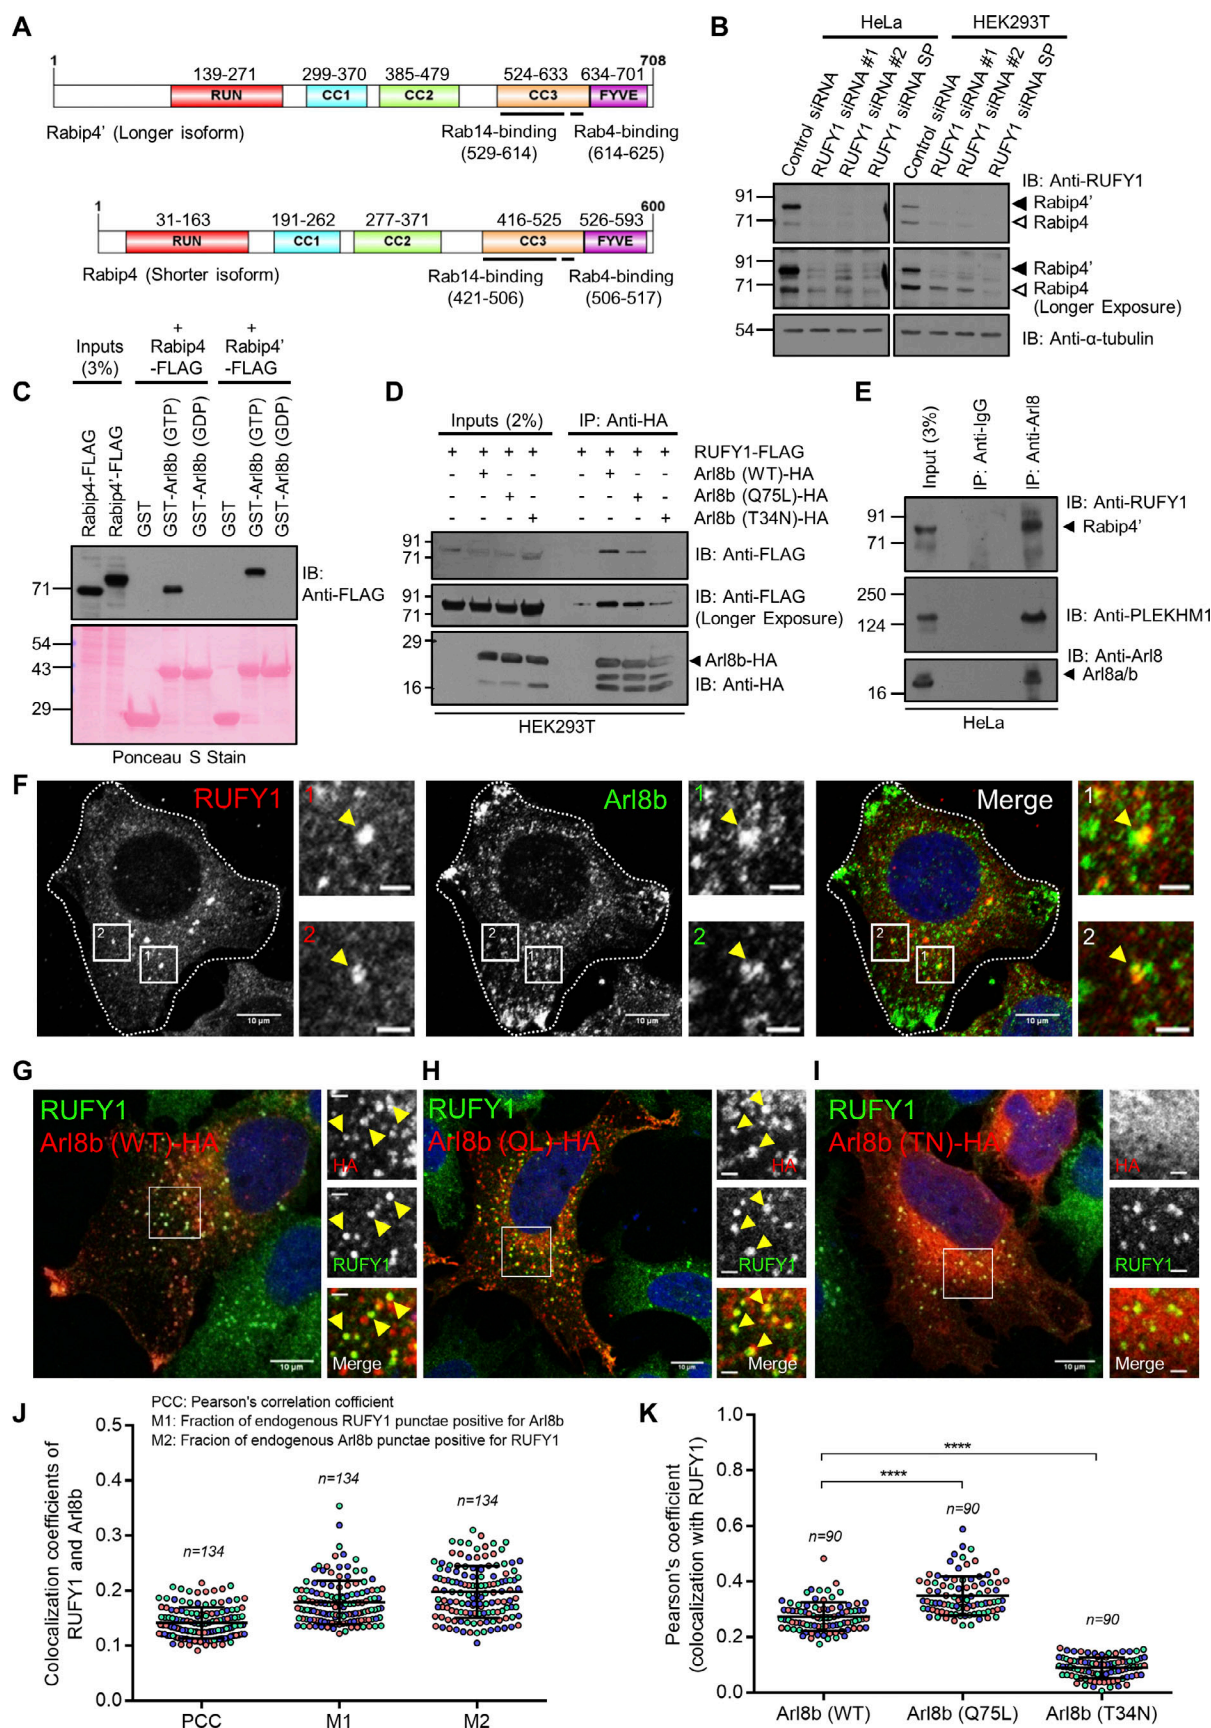 A
1
708
139-271
299-370
385-479
524-633
634-701
RUN
CC1
CC2
CC3
FYVE
Rabip4' (Longer isoform)
Rab14-binding
(529-614)
Rab4-binding
(614-625)
1
600
31-163
191-262
277-371
416-525
526-593
RUN
CC1
CC2
CC3
FYVE
Rabip4 (Shorter isoform)
Rab14-binding
(421-506)
Rab4-binding
(506-517)
B
HeLa
HEK293T
Control siRNA
RUFY1 siRNA #1
RUFY1 siRNA #2
RUFY1 siRNA SP
Control siRNA
RUFY1 siRNA #1
RUFY1 siRNA #2
RUFY1 siRNA SP
IB: Anti-RUFY1
91
71
Rabip4'
Rabip4
91
71
Rabip4'
Rabip4
(Longer Exposure)
54
IB: Anti-α-tubulin
C
Inputs
(3%)
+
Rabip4
-FLAG
+
Rabip4'
-FLAG
Rabip4-FLAG
Rabip4'-FLAG
GST
GST-Arl8b (GTP)
GST-Arl8b (GDP)
GST
GST-Arl8b (GTP)
GST-Arl8b (GDP)
71
IB:
Anti-FLAG
54
43
29
Ponceau S Stain
D
Inputs (2%)
IP: Anti-HA
+ + + + + + + + RUFY1-FLAG
- + - - - + - - Arl8b (WT)-HA
- - + - - - + - Arl8b (Q75L)-HA
- - - + - - - + Arl8b (T34N)-HA
91
71
IB: Anti-FLAG
91
71
IB: Anti-FLAG
(Longer Exposure)
29
16
Arl8b-HA
IB: Anti-HA
HEK293T
E
Input (3%)
IP: Anti-IgG
IP: Anti-Arl8
IB: Anti-RUFY1
91
71
Rabip4'
250
124
IB: Anti-PLEKHM1
IB: Anti-Arl8
Arl8a/b
16
HeLa
F
RUFY1
2
1
10 µm
1
2
Arl8b
2
1
10 µm
1
2
Merge
2
1
10 µm
1
2
G
RUFY1
Arl8b (WT)-HA
10 µm
HA
RUFY1
Merge
H
RUFY1
Arl8b (QL)-HA
10 µm
HA
RUFY1
Merge
I
RUFY1
Arl8b (TN)-HA
10 µm
HA
RUFY1
Merge
J
PCC: Pearson's correlation cofficient
M1: Fraction of endogenous RUFY1 punctae positive for Arl8b
M2: Fracion of endogenous Arl8b punctae positive for RUFY1
Colocalization coefficients of
RUFY1 and Arl8b
0.5
0.4
0.3
0.2
0.1
0.0
n=134
n=134
n=134
PCC
M1
M2
K
Pearson's coefficient
(colocalization with RUFY1)
1.0
0.8
0.6
0.4
0.2
0.0
****
****
n=90
n=90
n=90
Arl8b (WT)
Arl8b (Q75L)
Arl8b (T34N)